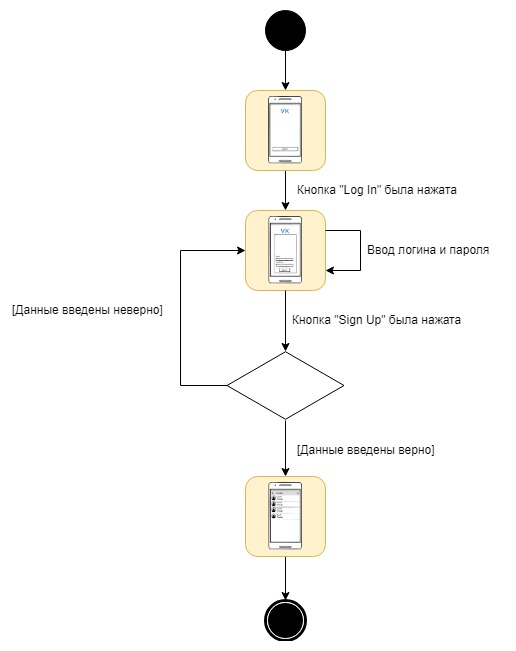 VK
Кнопка "Log In" была нажата
VK
Ввод логина и пароля
[Данные введены неверно]
Кнопка "Sign Up" была нажата
[Данные введены верно]